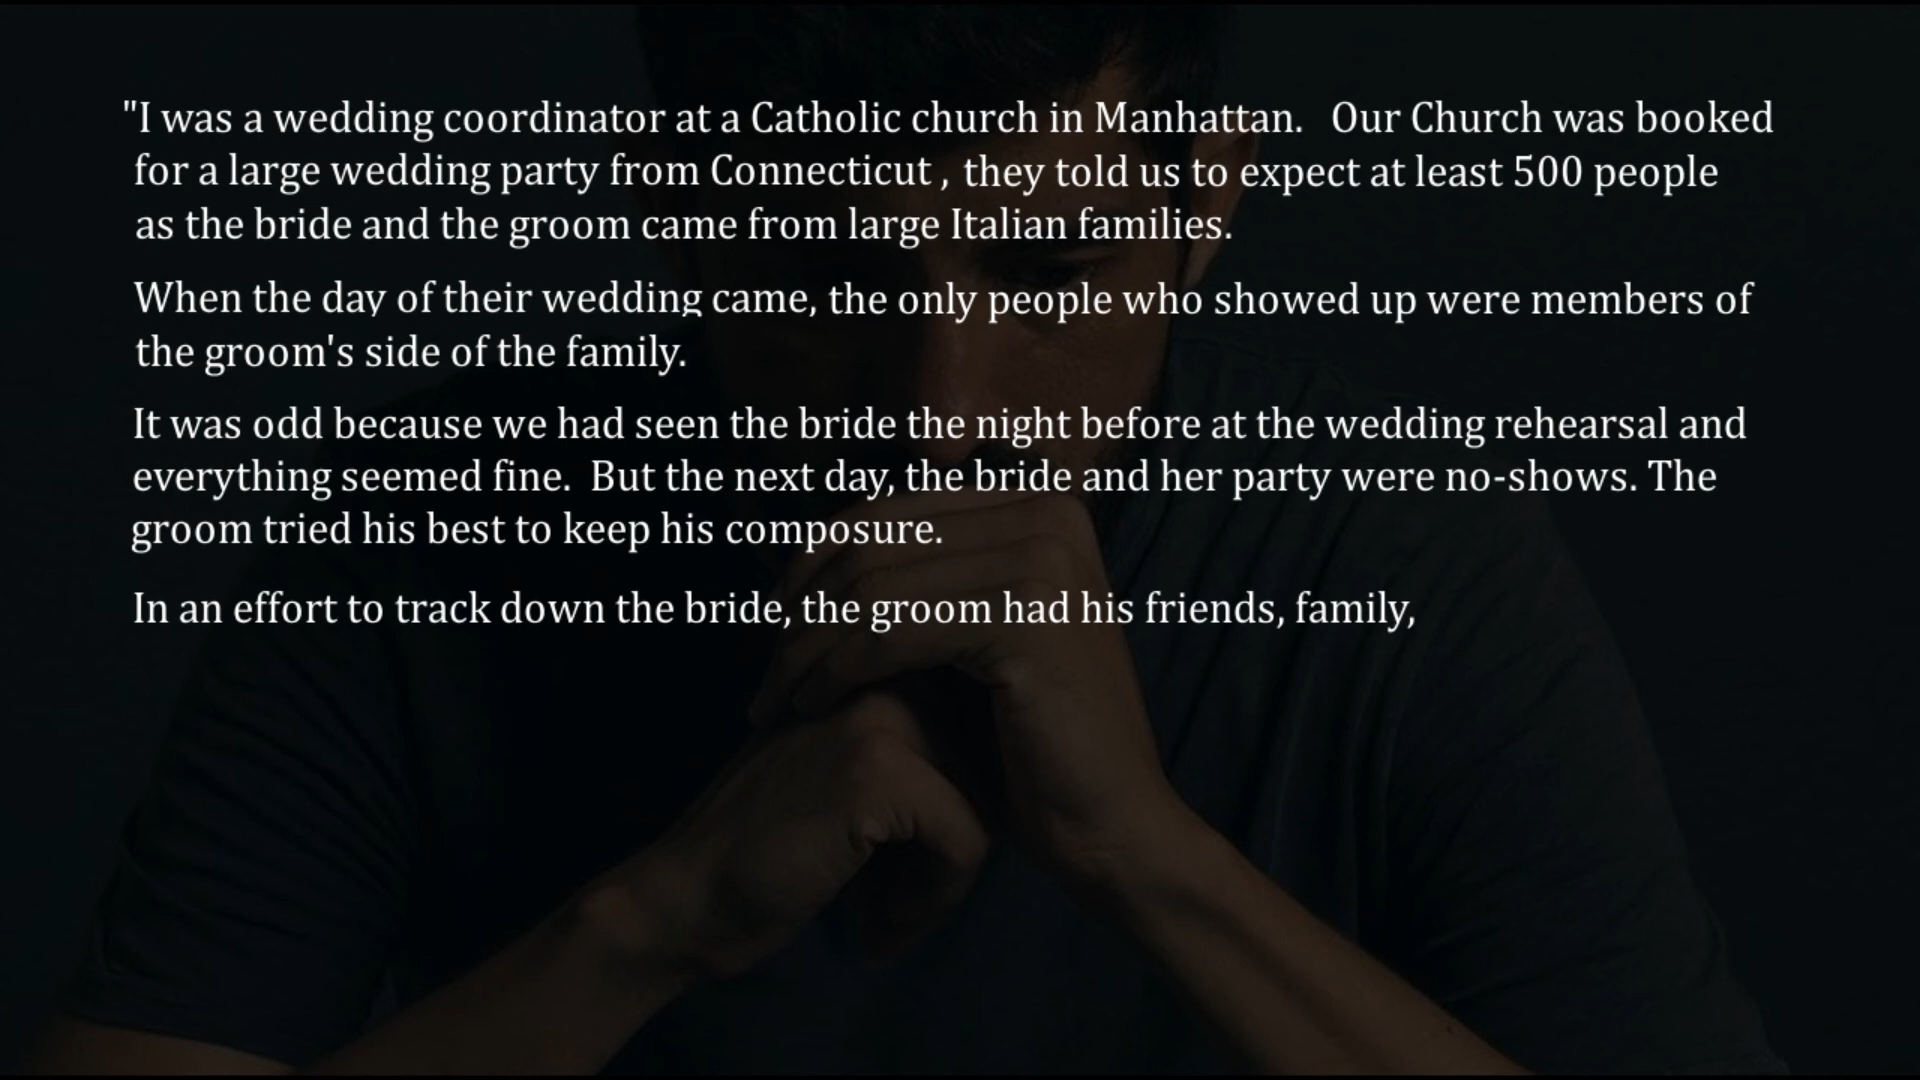 "I was a wedding coordinator at a Catholic church in Manhattan. Our Church was booked
for a large wedding party from Connecticut , they told us to expect at least 500 people
as the bride and the groom came from large Italian families.
When the day of their wedding came, the only people who showed up were members of
the groom's side of the family.
It was odd because we had seen the bride the night before at the wedding rehearsal and
everything seemed fine. But the next day, the bride and her party were no-shows. The
groom tried his best to keep his composure.
In an effort to track down the bride, the groom had his friends, family,